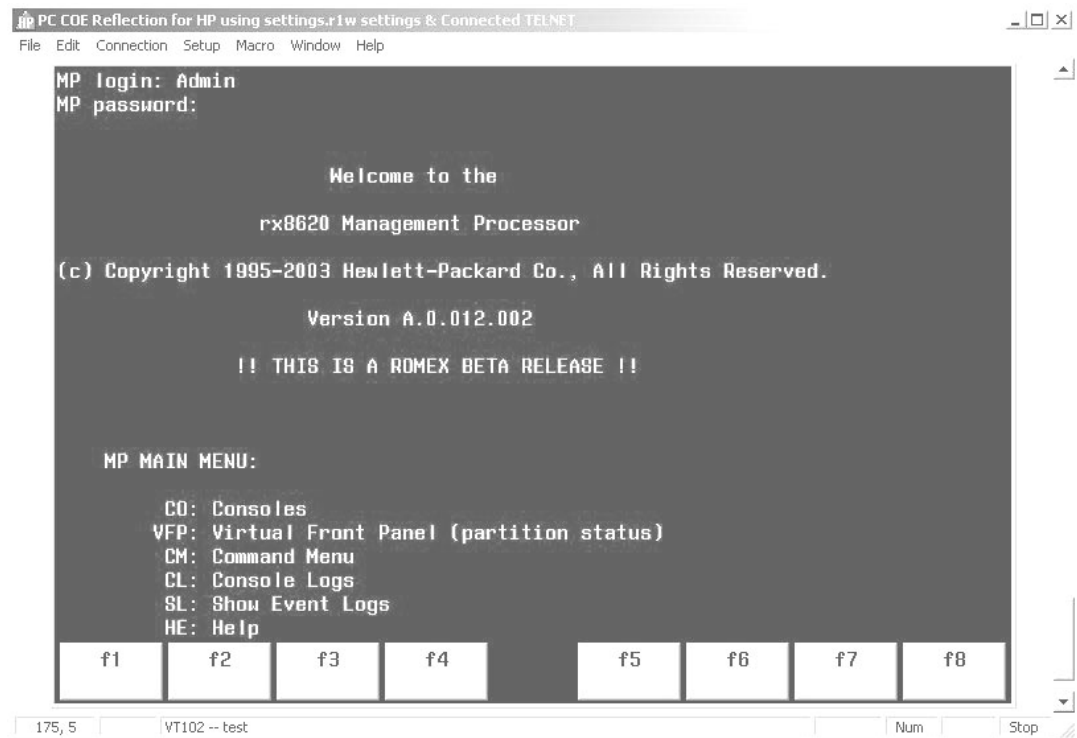 PC COE Reflection for HP using settings.r1w settings & Connected TELNET
File Edit Connection Setup Macro Window Help
MP login: Admin
MP password:
Welcome to the
rx8620 Management Processor
(c) Copyright 1995-2003 Hewlett-Packard Co., All Rights Reserved.
Version A.0.012.002
!! THIS IS A ROMEX BETA RELEASE !!
MP MAIN MENU:
CO: Consoles
VFP: Virtual Front Panel (partition status)
CM: Command Menu
CL: Console Logs
SL: Show Event Logs
HE: Help
f1 f2 f3 f4 f5 f6 f7 f8
175, 5 VT102 -- test Num Stop